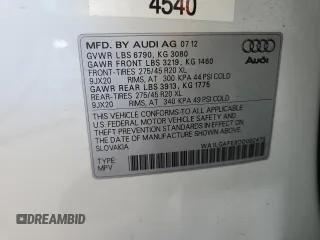 4540
MFD. BY AUDI AG 07 12
GVWR LBS 6790, KG 3080
GAWR FRONT LBS 3219, KG 1460
FRONT-TIRES 275/45 R20 XL
9JX20 RIMS, AT 300 KPA 44 PSI COLD
GAWR REAR LBS 3913, KG 1775
REAR-TIRES 275/45 R20 XL
9JX20 RIMS, AT 340 KPA 49 PSI COLD
THIS VEHICLE CONFORMS TO ALL
APPLICABLE FEDERAL MOTOR VEHICLE
SAFETY, BUMPER, AND THEFT PREVENTION
STANDARDS IN EFFECT ON THE DATE OF
MANUFACTURE SHOWN ABOVE.
SLOVAKIA
TYPE:
MPV
Audi
DREAMBID